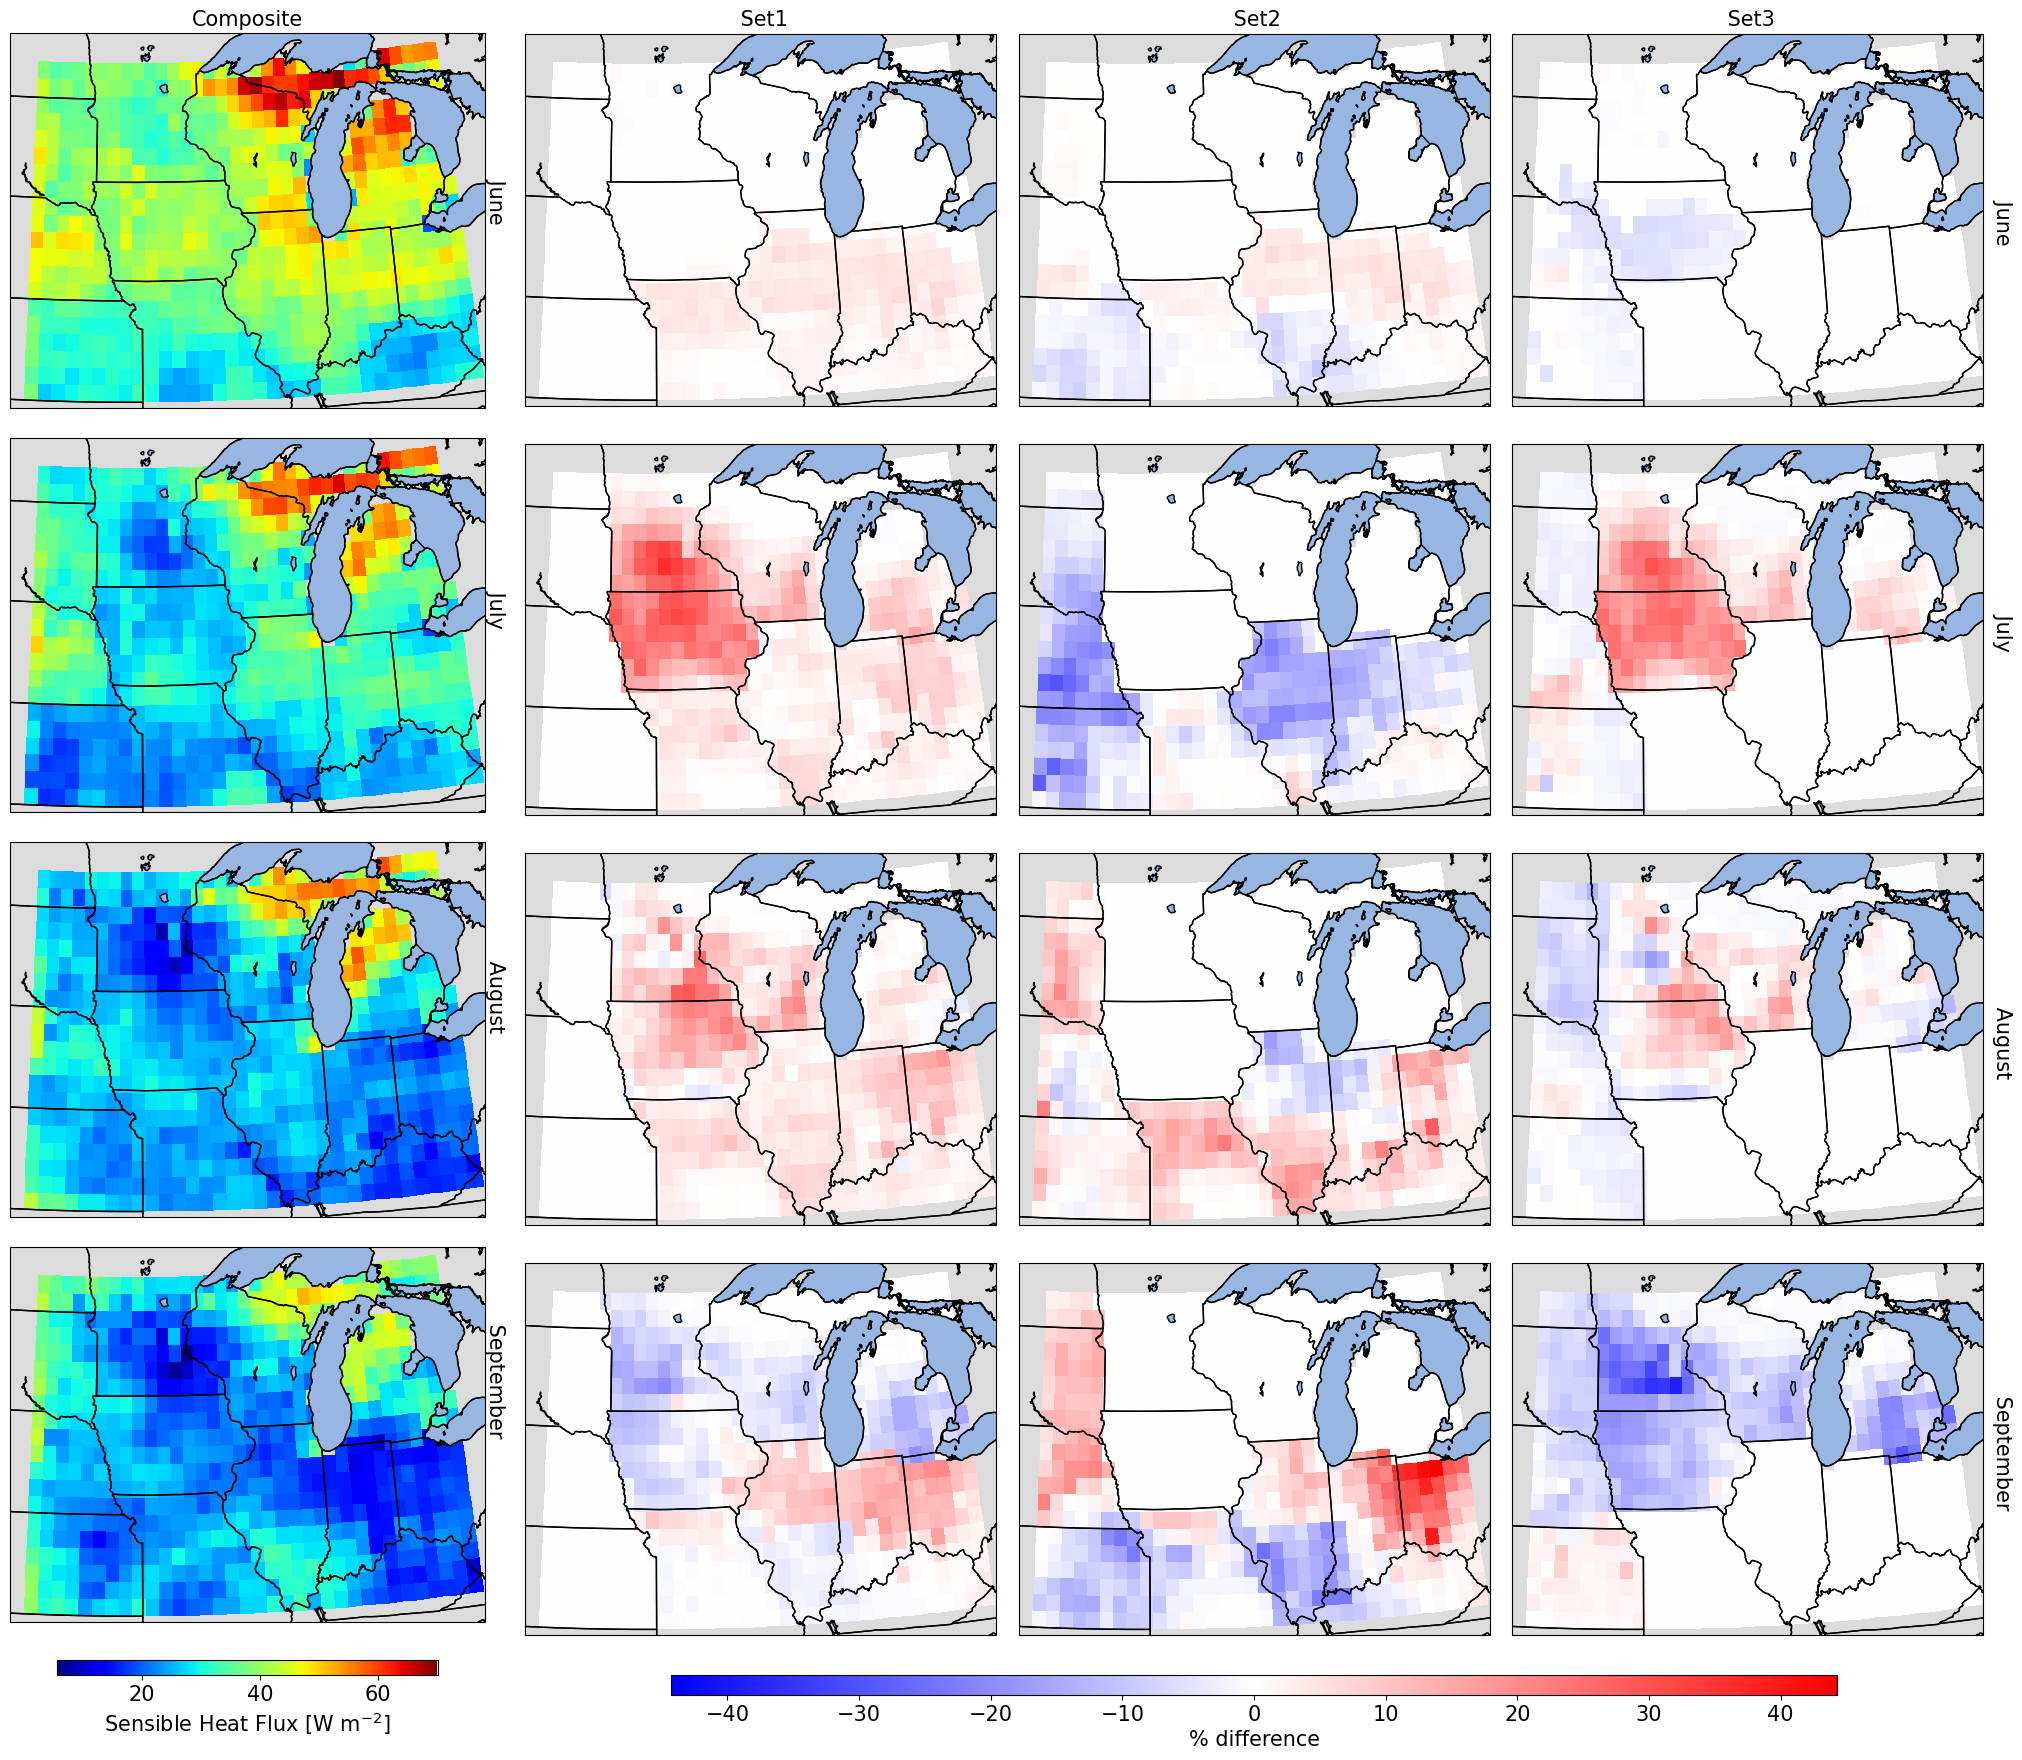 Composite Set1 Set2 Set3
June June
July July
August August
September September
20 40 60
Sensible Heat Flux [W m⁻²]
−40 −30 −20 −10 0 10 20 30 40
% difference